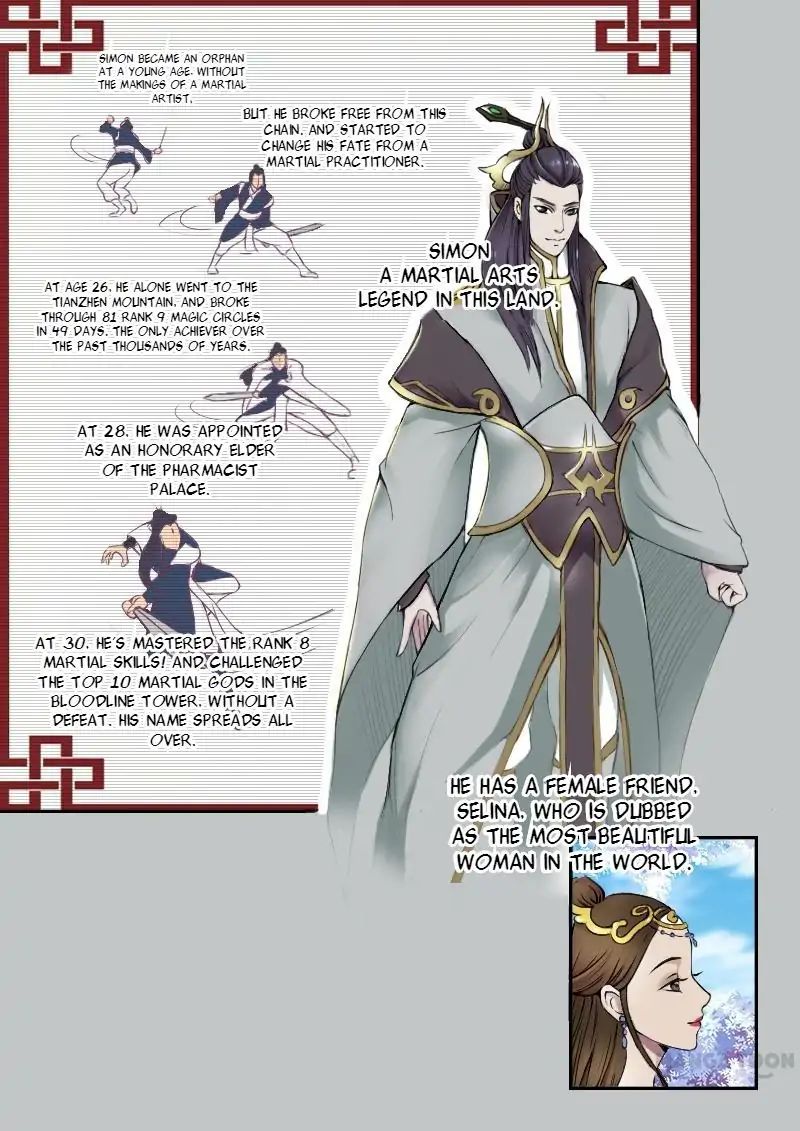 SIMON BECAME AN ORPHAN
AT A YOUNG AGE, WITHOUT
THE MAKINGS OF A MARTIAL
ARTIST.
BUT HE BROKE FREE FROM THIS
CHAIN, AND STARTED TO
CHANGE HIS FATE FROM A
MARTIAL PRACTITIONER.
SIMON
A MARTIAL ARTS
LEGEND IN THIS LAND.
AT AGE 26, HE ALONE WENT TO THE
TIANZHEN MOUNTAIN, AND BROKE
THROUGH 81 RANK 9 MAGIC CIRCLES
IN 49 DAYS. THE ONLY ACHIEVER OVER
THE PAST THOUSANDS OF YEARS.
AT 28, HE WAS APPOINTED
AS AN HONORARY ELDER
OF THE PHARMACIST
PALACE.
AT 30, HE'S MASTERED THE RANK 8
MARTIAL SKILLS! AND CHALLENGED
THE TOP 10 MARTIAL GODS IN THE
BLOODLINE TOWER, WITHOUT A
DEFEAT. HIS NAME SPREADS ALL
OVER.
HE HAS A FEMALE FRIEND,
SELINA, WHO IS DUBBED
AS THE MOST BEAUTIFUL
WOMAN IN THE WORLD.